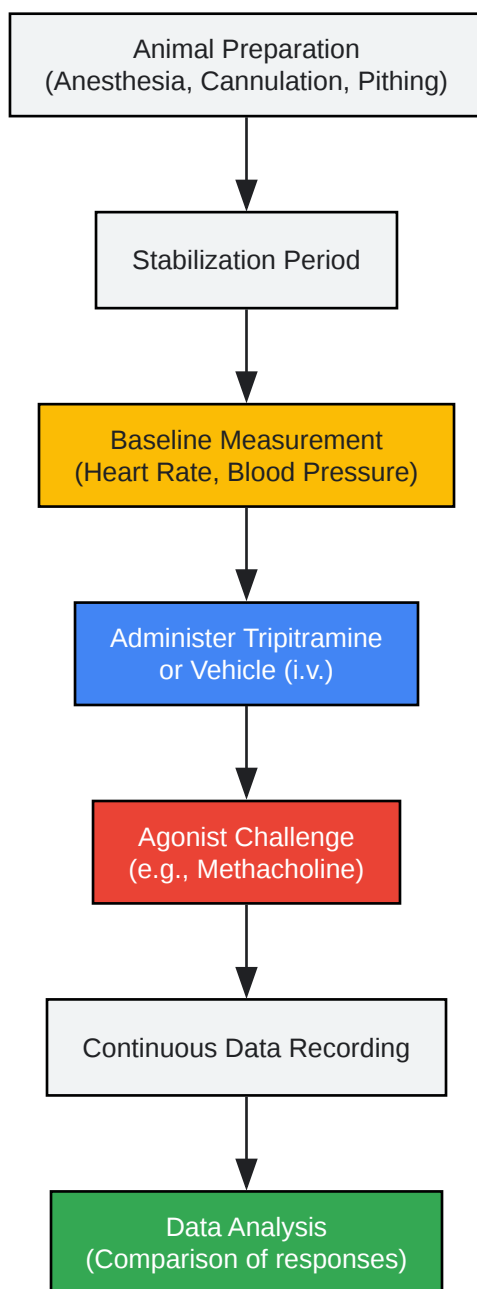 Animal Preparation
(Anesthesia, Cannulation, Pithing)
Stabilization Period
Baseline Measurement
(Heart Rate, Blood Pressure)
Administer Tripitramine
or Vehicle (i.v.)
Agonist Challenge
(e.g., Methacholine)
Continuous Data Recording
Data Analysis
(Comparison of responses)